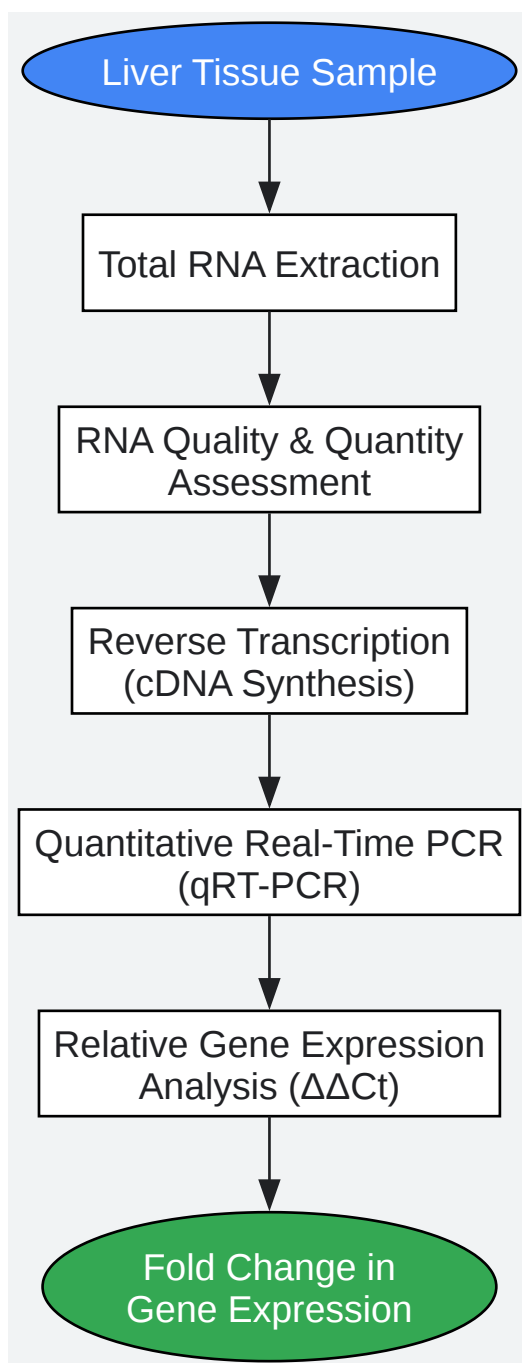 Liver Tissue Sample
Total RNA Extraction
RNA Quality & Quantity
Assessment
Reverse Transcription
(cDNA Synthesis)
Quantitative Real-Time PCR
(qRT-PCR)
Relative Gene Expression
Analysis (ΔΔCt)
Fold Change in
Gene Expression